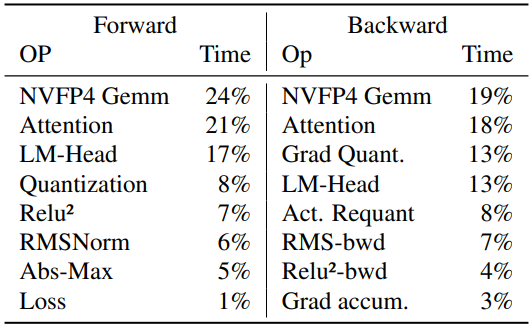 Forward Backward
OP Time Op Time
NVFP4 Gemm 24% NVFP4 Gemm 19%
Attention 21% Attention 18%
LM-Head 17% Grad Quant. 13%
Quantization 8% LM-Head 13%
Relu² 7% Act. Requant 8%
RMSNorm 6% RMS-bwd 7%
Abs-Max 5% Relu²-bwd 4%
Loss 1% Grad accum. 3%